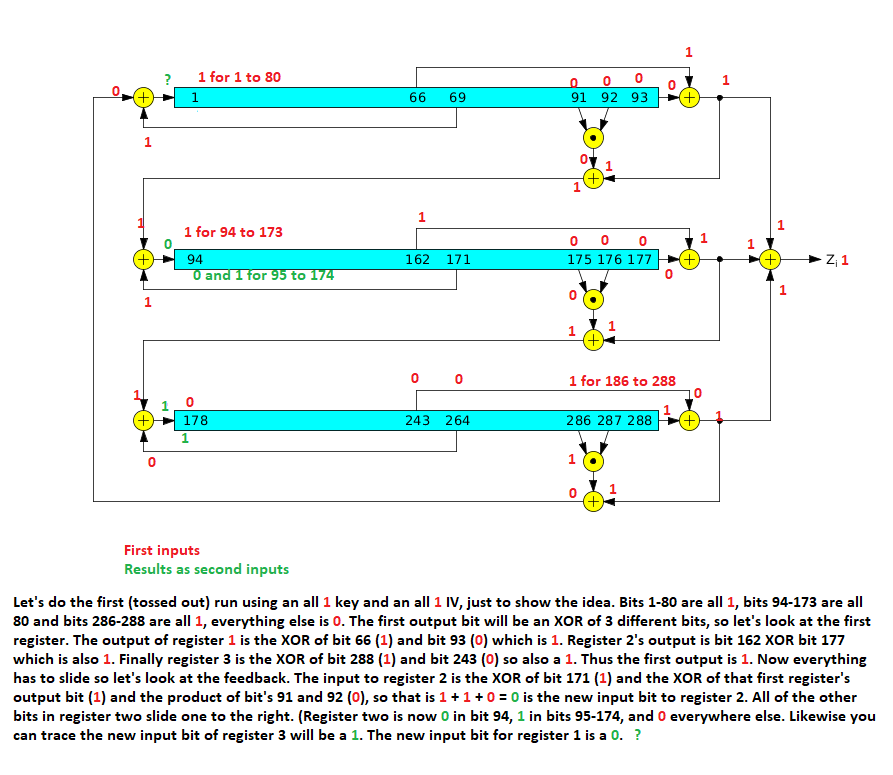 1
? 1 for 1 to 80 0 0 0 1
0 + 1 66 69 91 92 93 0 +
1
0 1
1 +
1 1 1
0 1 for 94 to 173 0 0 0 1 1
+ 94 162 171 175 176 177 0 + + Zi 1
0 and 1 for 95 to 174
1 0 1
1 1
+
0 0 1 for 186 to 288
1 1 0 1 0
+ 178 243 264 286 287 288 + 1
1
0 1
0 + 1
First inputs
Results as second inputs
Let's do the first (tossed out) run using an all 1 key and an all 1 IV, just to show the idea. Bits 1-80 are all 1, bits 94-173 are all
80 and bits 286-288 are all 1, everything else is 0. The first output bit will be an XOR of 3 different bits, so let's look at the first
register. The output of register 1 is the XOR of bit 66 (1) and bit 93 (0) which is 1. Register 2's output is bit 162 XOR bit 177
which is also 1. Finally register 3 is the XOR of bit 288 (1) and bit 243 (0) so also a 1. Thus the first output is 1. Now everything
has to slide so let's look at the feedback. The input to register 2 is the XOR of bit 171 (1) and the XOR of that first register's
output bit (1) and the product of bit's 91 and 92 (0), so that is 1 + 1 + 0 = 0 is the new input bit to register 2. All of the other
bits in register two slide one to the right. (Register two is now 0 in bit 94, 1 in bits 95-174, and 0 everywhere else. Likewise you
can trace the new input bit of register 3 will be a 1. The new input bit for register 1 is a 0. ?